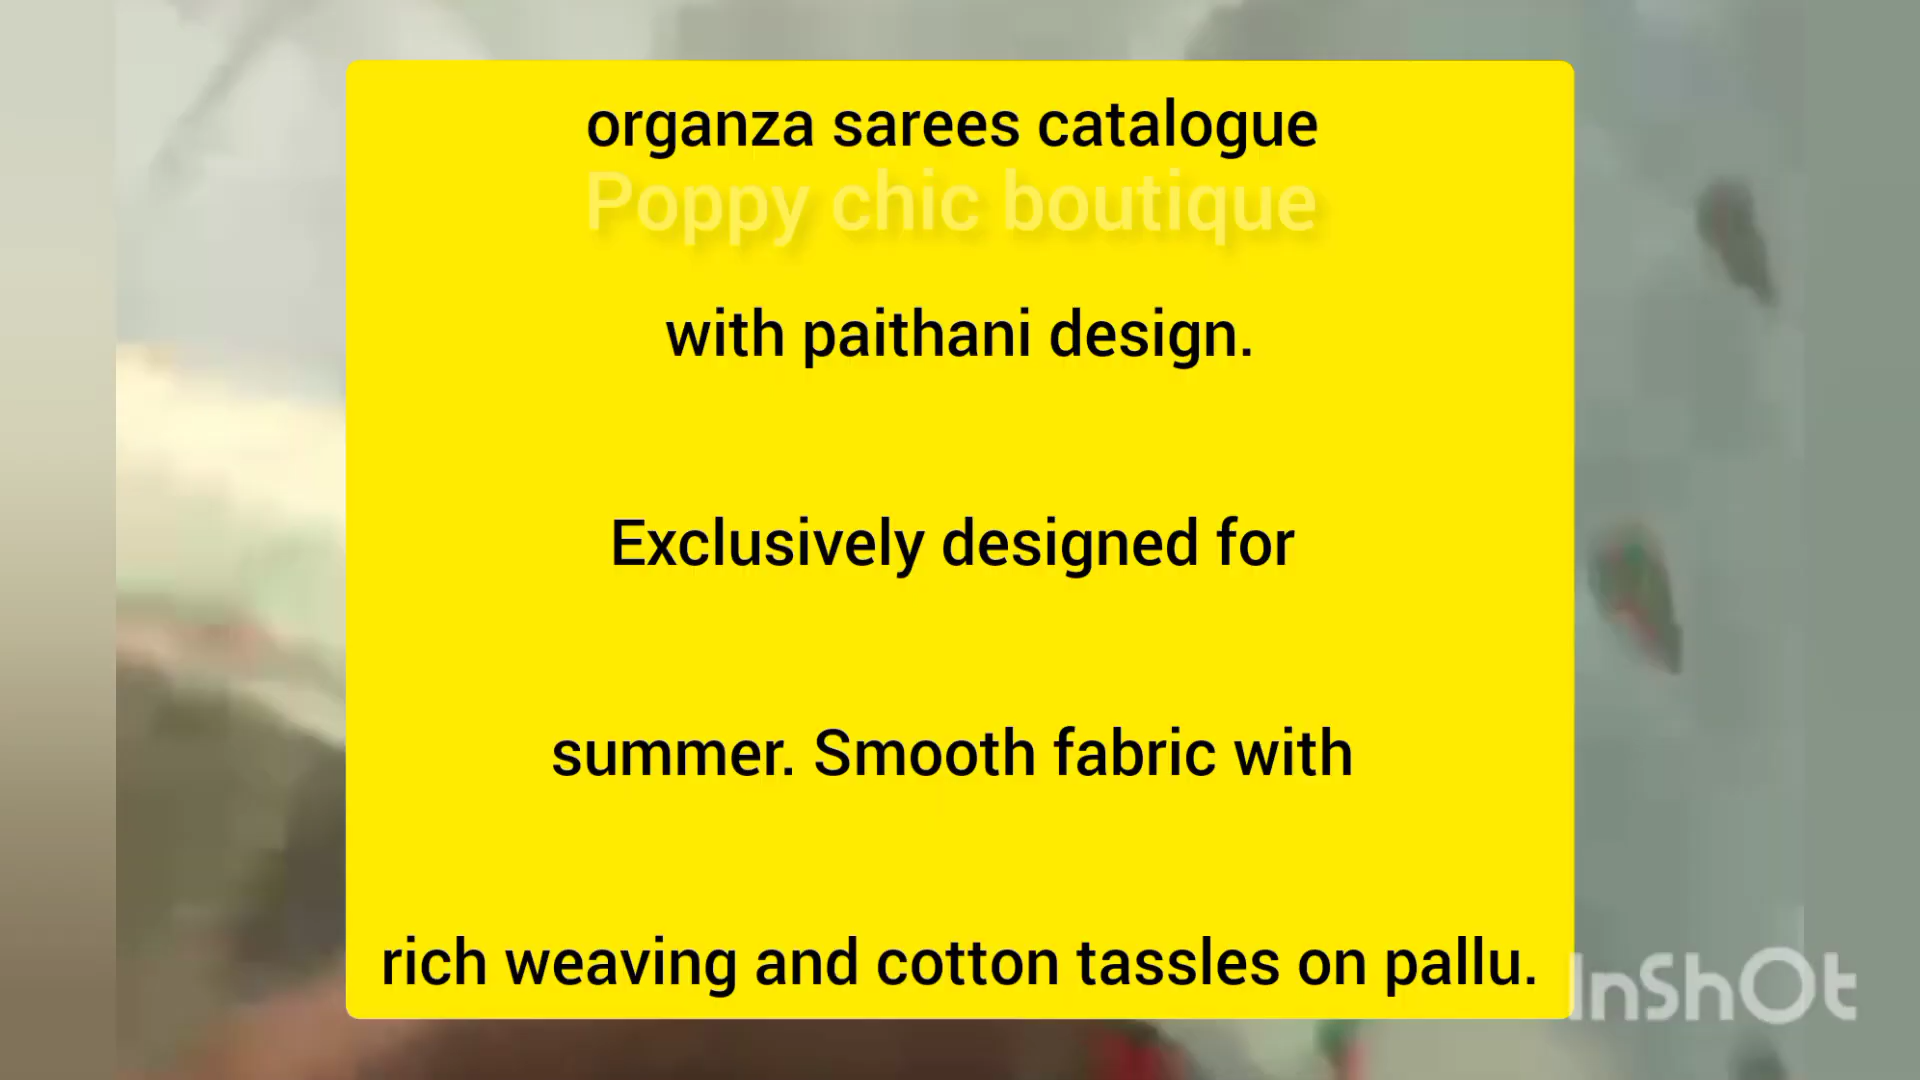 organza sarees catalogue
Poppy chic boutique
with paithani design.
Exclusively designed for
summer. Smooth fabric with
rich weaving and cotton tassles on pallu.
InShOt